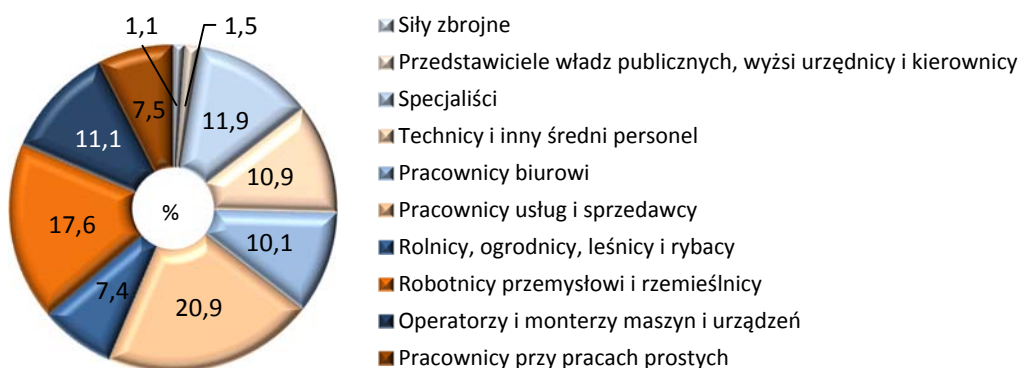 1,1
1,5
11,9
10,9
10,1
20,9
7,4
17,6
11,1
7,5
%
Siły zbrojne
Przedstawiciele władz publicznych, wyżsi urzędnicy i kierownicy
Specjaliści
Technicy i inny średni personel
Pracownicy biurowi
Pracownicy usług i sprzedawcy
Rolnicy, ogrodnicy, leśnicy i rybacy
Robotnicy przemysłowi i rzemieślnicy
Operatorzy i monterzy maszyn i urządzeń
Pracownicy przy pracach prostych